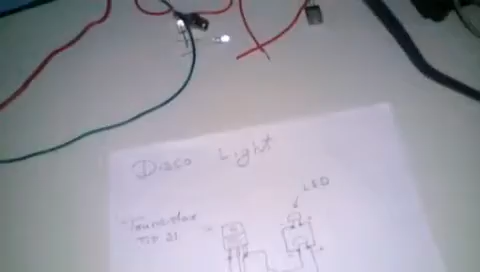 Disco Light
LED
Transistor
TIP 31
=